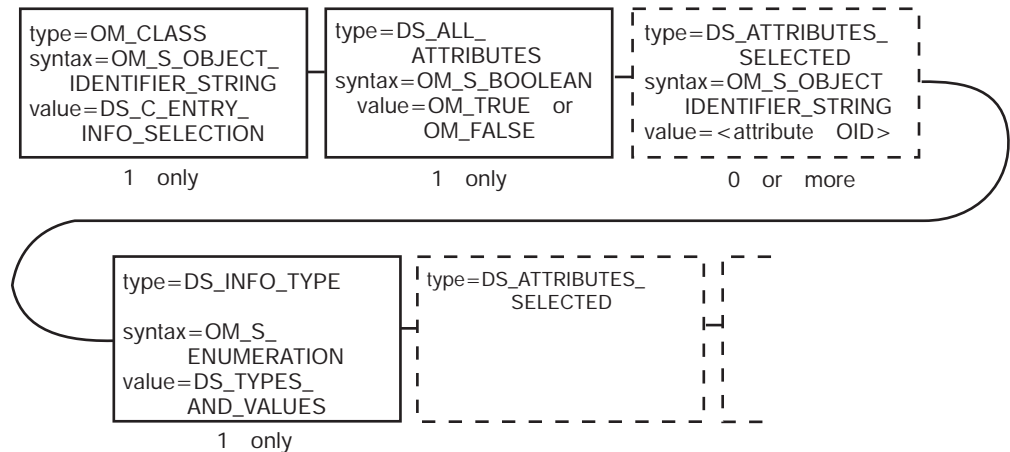 type=OM_CLASS
syntax=OM_S_OBJECT_
IDENTIFIER_STRING
value=DS_C_ENTRY_
INFO_SELECTION
1 only
type=DS_ALL_
ATTRIBUTES
syntax=OM_S_BOOLEAN
value=OM_TRUE or
OM_FALSE
1 only
type=DS_ATTRIBUTES_
SELECTED
syntax=OM_S_OBJECT
IDENTIFIER_STRING
value=<attribute OID>
0 or more
type=DS_INFO_TYPE
syntax=OM_S_
ENUMERATION
value=DS_TYPES_
AND_VALUES
1 only
type=DS_ATTRIBUTES_
SELECTED